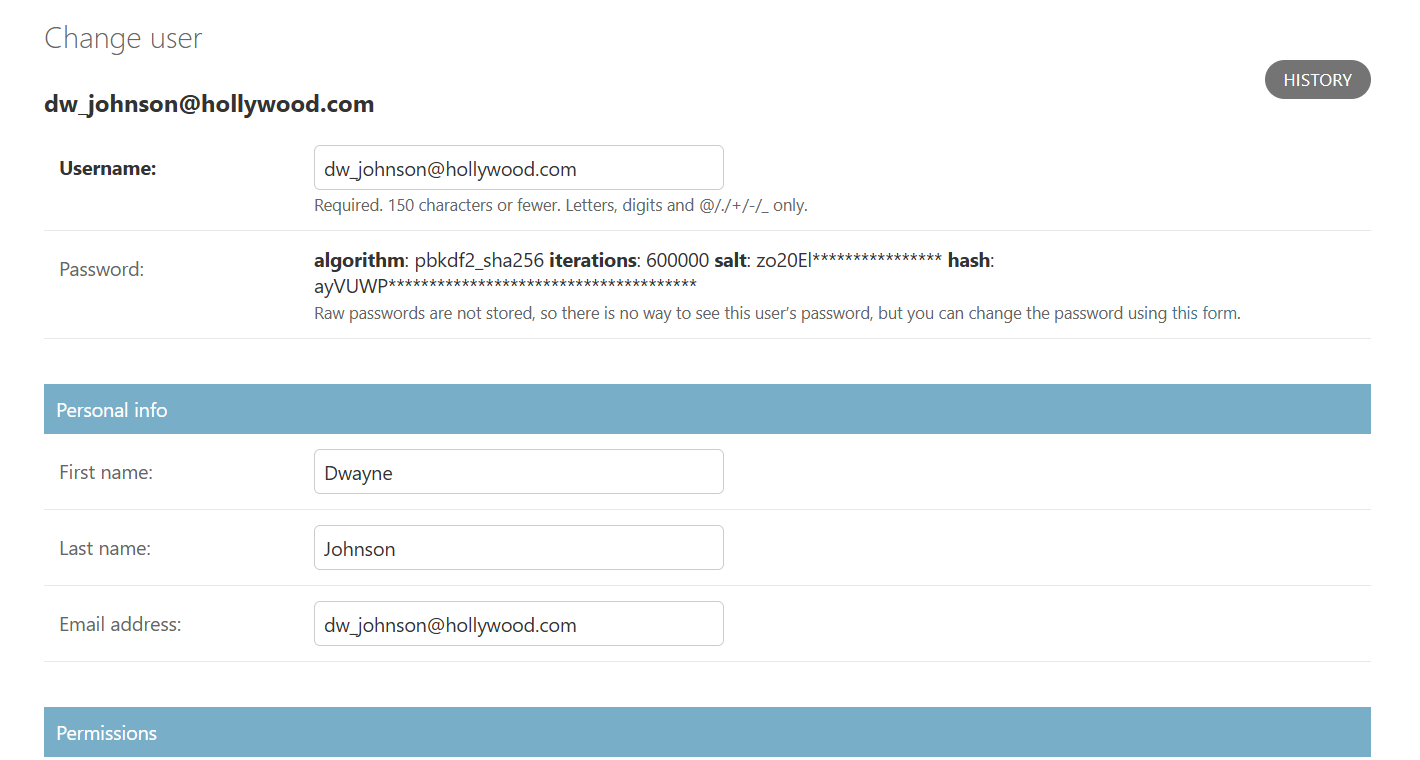 Change user
HISTORY
dw_johnson@hollywood.com
Username:
dw_johnson@hollywood.com
Required. 150 characters or fewer. Letters, digits and @/./+/-/_ only.
Password:
algorithm: pbkdf2_sha256 iterations: 600000 salt: zo20El**************** hash:
ayVUWP**************************************
Raw passwords are not stored, so there is no way to see this user’s password, but you can change the password using this form.
Personal info
First name:
Dwayne
Last name:
Johnson
Email address:
dw_johnson@hollywood.com
Permissions